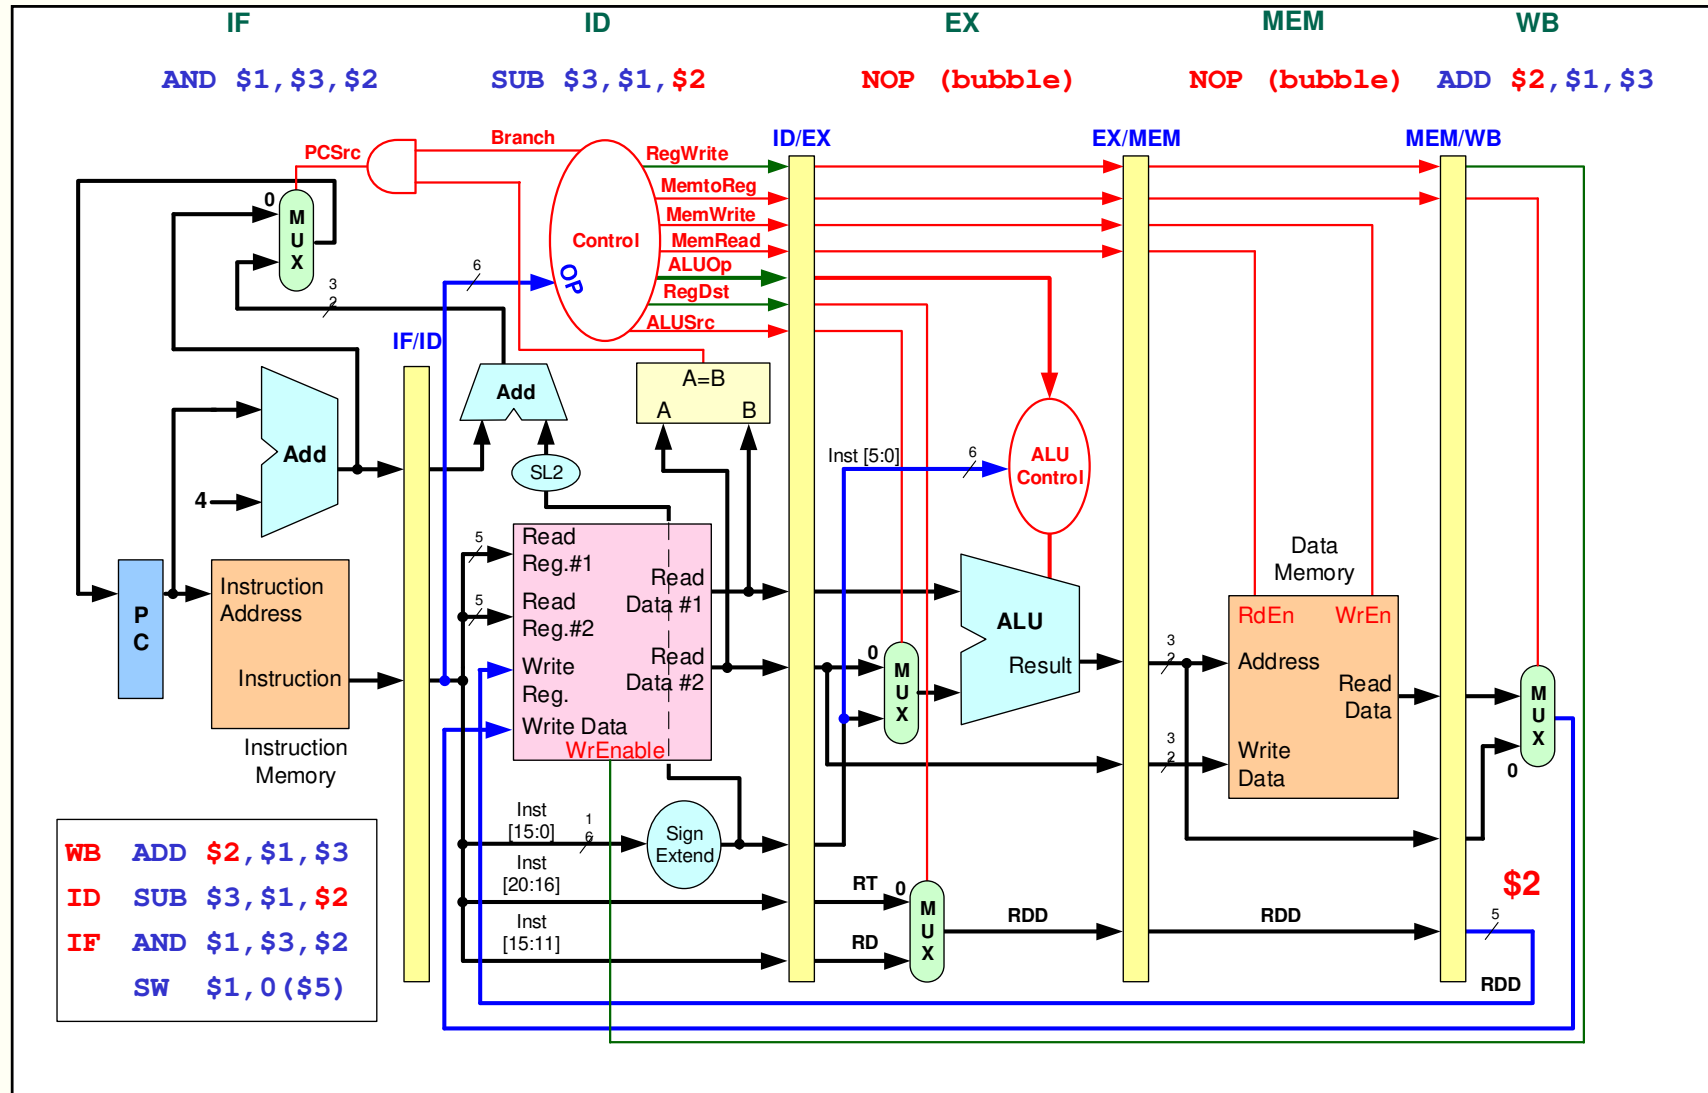 IF ID EX MEM WB
AND $1,$3,$2 SUB $3,$1,$2 NOP (bubble) NOP (bubble) ADD $2,$1,$3
ID/EX EX/MEM MEM/WB
Branch
PCSrc
RegWrite
MemtoReg
MemWrite
MemRead
ALUOp
RegDst
ALUSrc
Control
OP
0
M
U
X
6
3
2
IF/ID
Add
4
Add
SL2
A=B
A B
Inst [5:0]
6
ALU
Control
P
C
Instruction
Address
Instruction
Instruction
Memory
5
Read
Reg.#1
5
Read
Reg.#2
Write
Reg.
Write Data
WrEnable
Read
Data #1
Read
Data #2
0
M
U
X
ALU
Result
Data
Memory
RdEn WrEn
3
2
Address
Read
Data
3
2
Write
Data
M
U
X
0
Inst
[15:0]
1
6
Sign
Extend
Inst
[20:16]
Inst
[15:11]
RT
0
RD
M
U
X
RDD
RDD
$2
5
RDD
WB ADD $2,$1,$3
ID SUB $3,$1,$2
IF AND $1,$3,$2
SW $1,0($5)